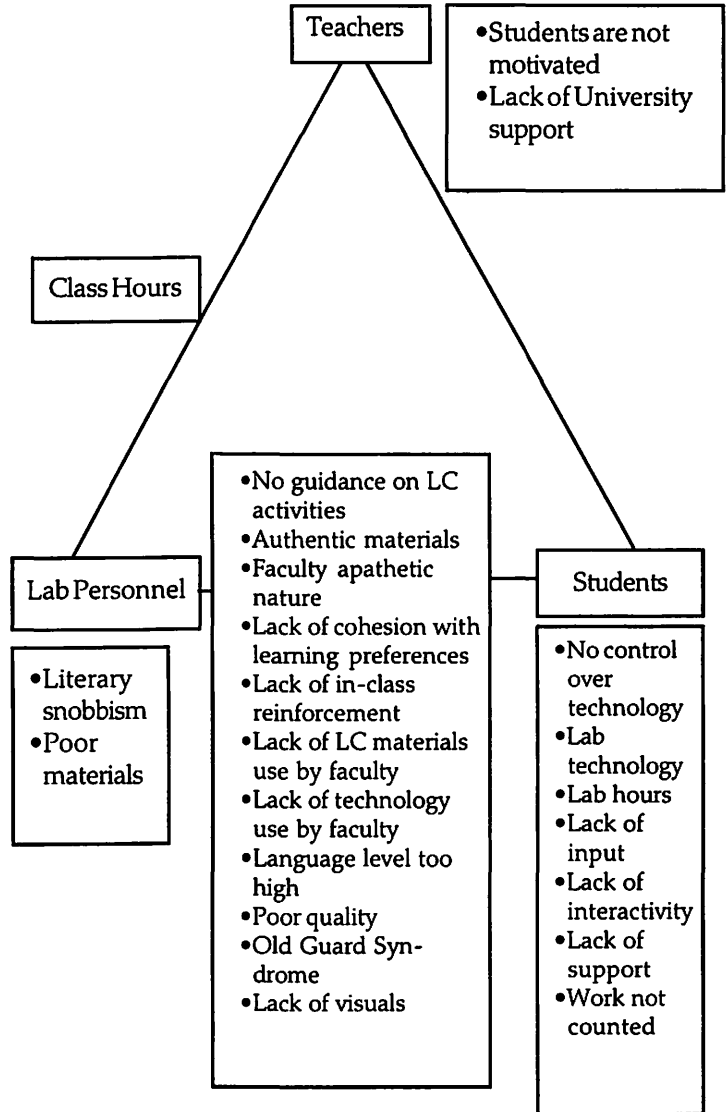 Teachers
•Students are not
motivated
•Lack of University
support
Class Hours
Lab Personnel
•Literary
snobbism
•Poor
materials
•No guidance on LC
activities
•Authentic materials
•Faculty apathetic
nature
•Lack of cohesion with
learning preferences
•Lack of in-class
reinforcement
•Lack of LC materials
use by faculty
•Lack of technology
use by faculty
•Language level too
high
•Poor quality
•Old Guard Syn-
drome
•Lack of visuals
Students
•No control
over
technology
•Lab
technology
•Lab hours
•Lack of
input
•Lack of
interactivity
•Lack of
support
•Work not
counted